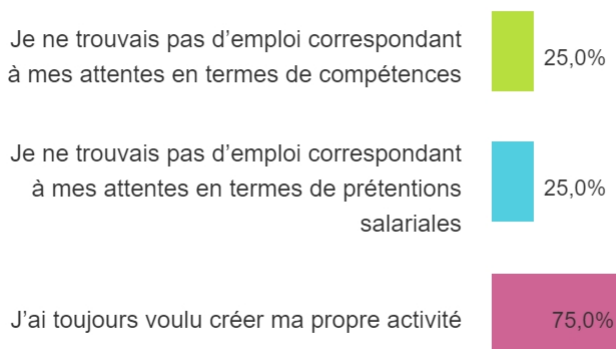 Je ne trouvais pas d’emploi correspondant
à mes attentes en termes de compétences
25,0%
Je ne trouvais pas d’emploi correspondant
à mes attentes en termes de prétentions
salariales
25,0%
J’ai toujours voulu créer ma propre activité
75,0%